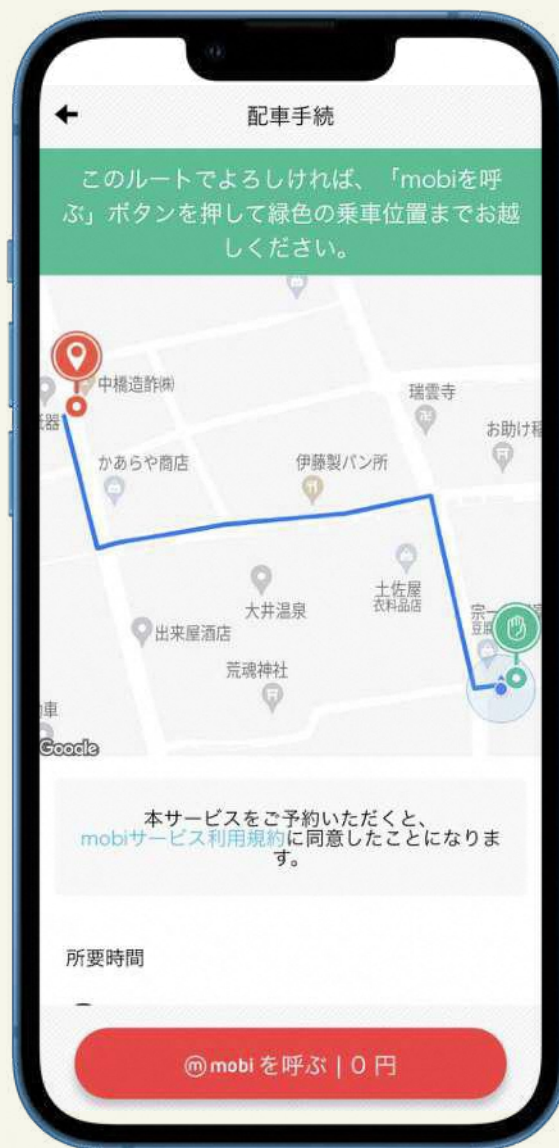 配車手続
このルートでよろしければ、「mobiを呼
ぶ」ボタンを押して緑色の乗車位置までお越
しください。
中橋造酢㈱
瑞雲寺
お助け稲
かあらや商店
伊藤製パン所
土佐屋
衣料品店
大井温泉
出来屋酒店
荒魂神社
車
Google
本サービスをご予約いただくと、
mobiサービス利用規約に同意したことになりま
す。
所要時間
mobi を呼ぶ | 0 円